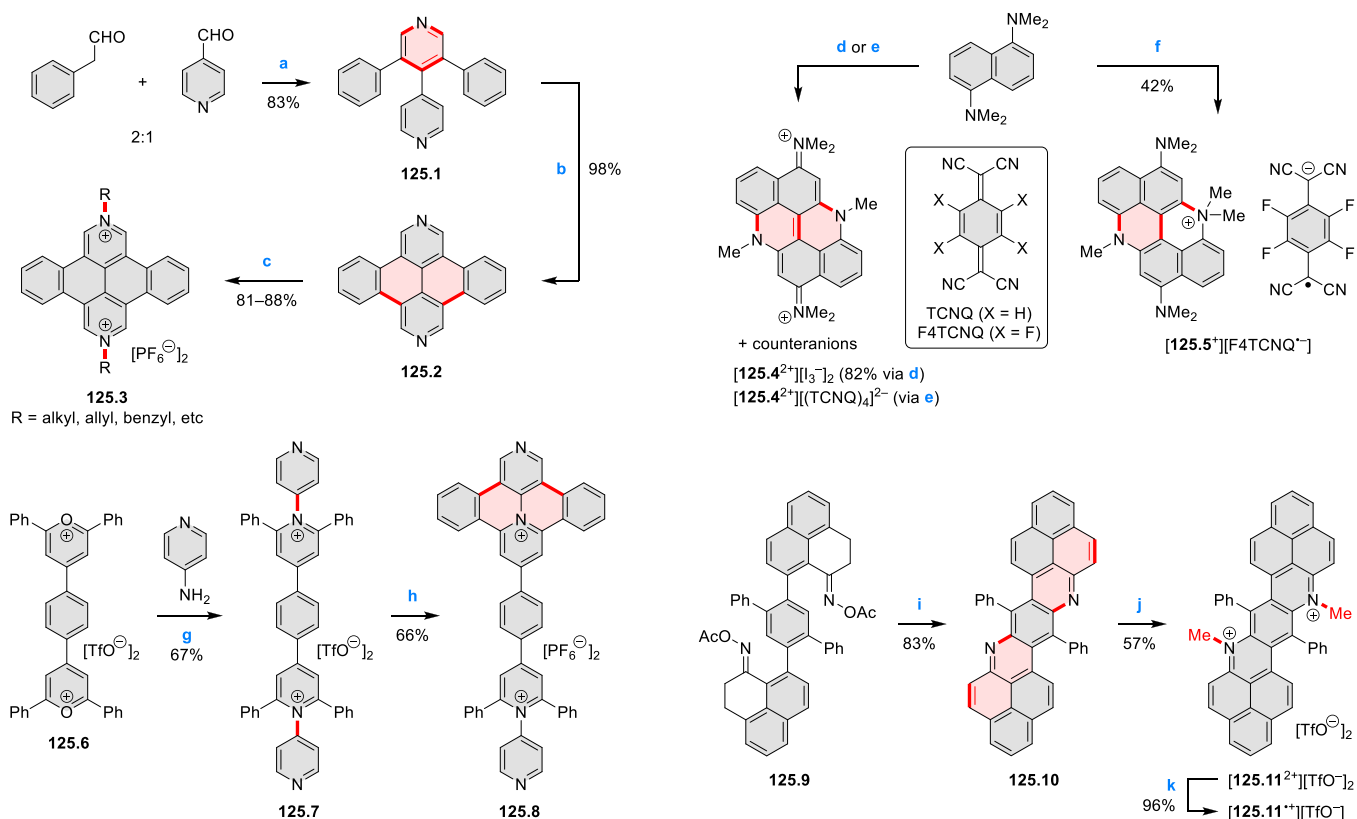 CHO
CHO
N
+
2:1
a
83%
N
N
125.1
b
98%
R
N
⊕
⊕
N
R
[PF6⊖]2
125.3
R = alkyl, allyl, benzyl, etc
c
81–88%
N
N
125.2
d or e
NMe2
NMe2
f
42%
⊕
NMe2
N
Me
N
Me
NMe2
⊕
+ counteranions
NC
CN
X
X
X
X
NC
CN
TCNQ (X = H)
F4TCNQ (X = F)
NMe2
Me
N
Me
⊕
N
Me
NMe2
NC
⊖
CN
F
F
F
F
NC
•
CN
[125.5+][F4TCNQ•–]
[125.42+][I3–]2 (82% via d)
[125.42+][(TCNQ)4]2– (via e)
Ph
O
⊕
Ph
Ph
O
⊕
Ph
[TfO⊖]2
125.6
N
NH2
g
67%
N
Ph
N
⊕
Ph
[TfO⊖]2
Ph
⊕
N
Ph
N
125.7
h
66%
N
N
⊕
[PF6⊖]2
Ph
⊕
N
Ph
N
125.8
Ph
N
OAc
AcO
N
Ph
125.9
i
83%
Ph
N
N
Ph
125.10
j
57%
Ph
N
⊕
Me
Me
⊕
N
Ph
[TfO⊖]2
[125.112+][TfO–]2
k
96%
[125.11•+][TfO–]